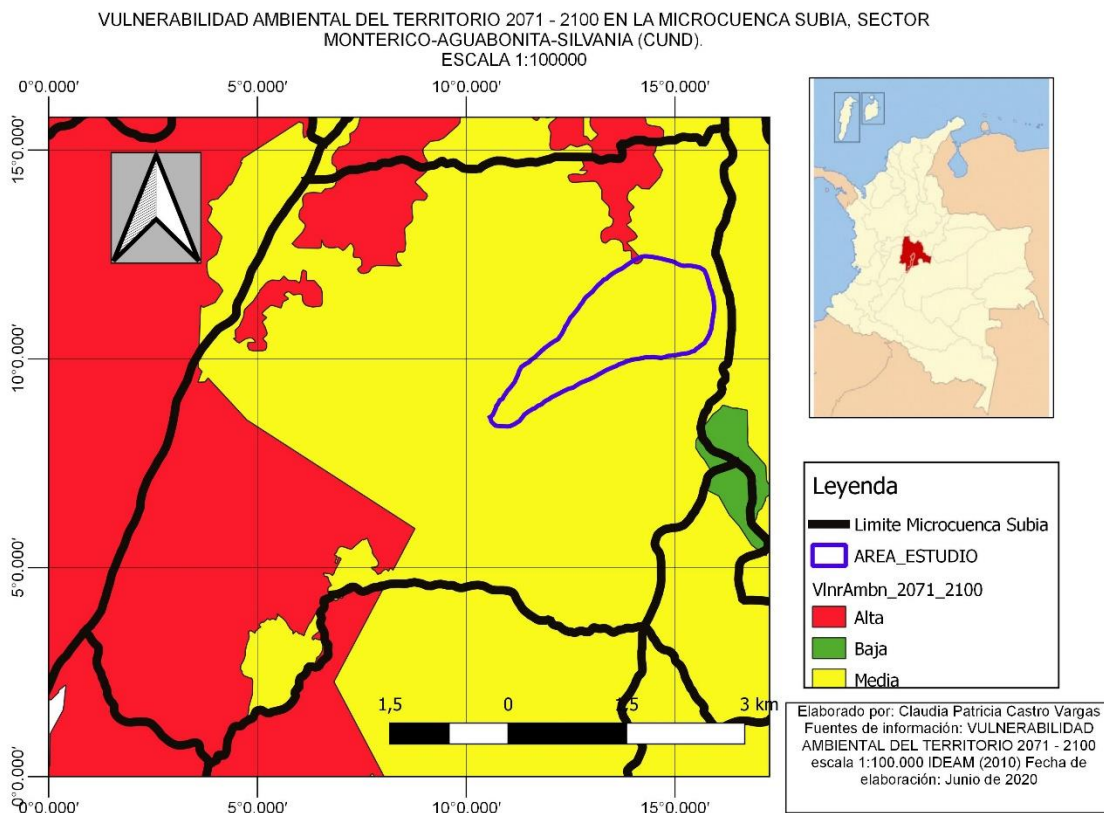 VULNERABILIDAD AMBIENTAL DEL TERRITORIO 2071 - 2100 EN LA MICROCUENCA SUBIA, SECTOR
MONTERICO-AGUABONITA-SILVANIA (CUND).
ESCALA 1:100000
0°0.000' 5°0.000' 10°0.000' 15°0.000'
15°0.000'
10°0.000'
5°0.000'
0°0.000'
1,5 0 1,5 3 km
0°0.000' 5°0.000' 10°0.000' 15°0.000'
Leyenda
Limite Microcuenca Subia
AREA_ESTUDIO
VlnrAmbn_2071_2100
Alta
Baja
Media
Elaborado por: Claudia Patricia Castro Vargas
Fuentes de información: VULNERABILIDAD
AMBIENTAL DEL TERRITORIO 2071 - 2100
escala 1:100.000 IDEAM (2010) Fecha de
elaboración: Junio de 2020